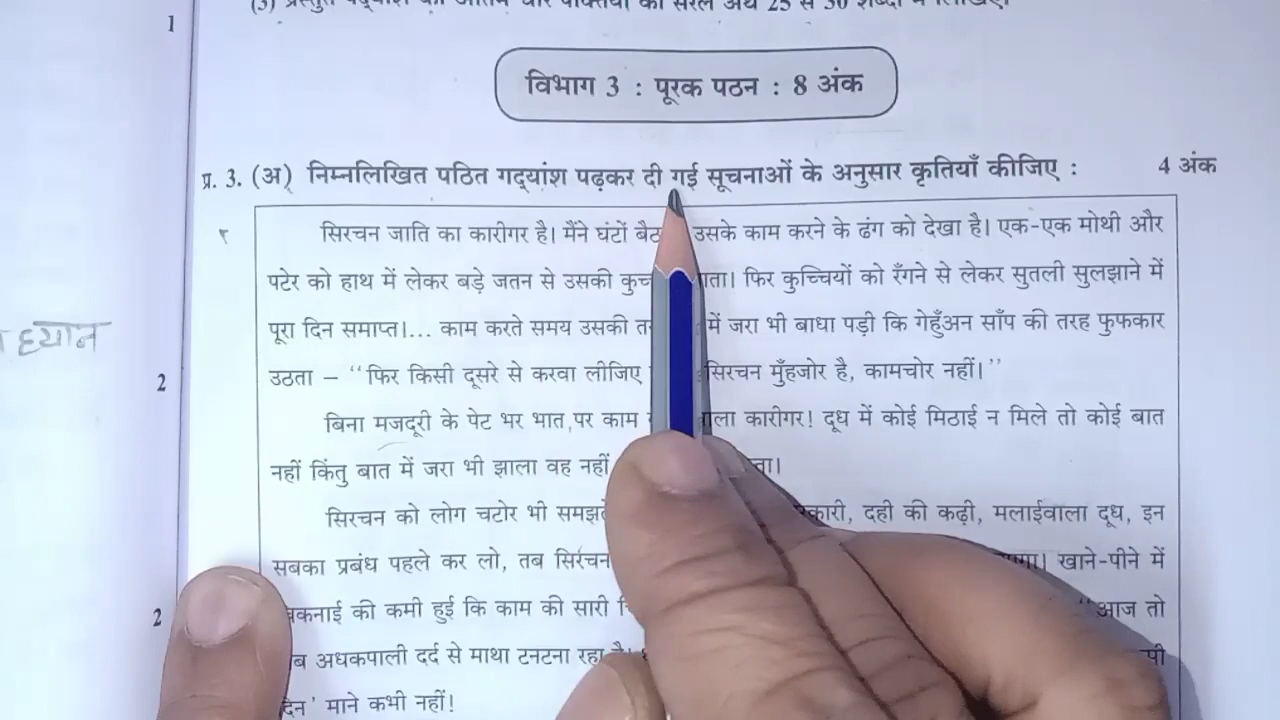 1
विभाग 3 : पूरक पठन : 8 अंक
प्र. 3. (अ) निम्नलिखित पठित गद्‌यांश पढ़कर दी गई सूचनाओं के अनुसार कृतियाँ कीजिए : 4 अंक
सिरचन जाति का कारीगर है। मैंने घंटों उसके काम करने के ढंग को देखा है। एक-एक मोथी और
पटेर को हाथ में लेकर बड़े जतन से उसकी फिर कुच्चियों को रँगने से लेकर सुतली सुलझाने में
पूरा दिन समाप्त।... काम करते समय उसकी में जरा भी बाधा पड़ी कि गेहुँअन साँप की तरह फुफकार
ध्यान
उठता – ‘‘फिर किसी दूसरे से करवा लीजिए सिरचन मुँहजोर है, कामचोर नहीं।’’
2
बिना मजदूरी के पेट भर भात पर काम कारीगर! दूध में कोई मिठाई न मिले तो कोई बात
नहीं किंतु बात में जरा भी झाला वह नहीं
सिरचन को लोग चटोर भी दही की कढ़ी, मलाईवाला दूध, इन
सबका प्रबंध पहले कर लो, तब सिरचन खाने-पीने में
की कमी हुई कि काम की सारी ‘‘आज तो
2
अधकपाली दर्द से माथा टनटना रहा
माने कभी नहीं!